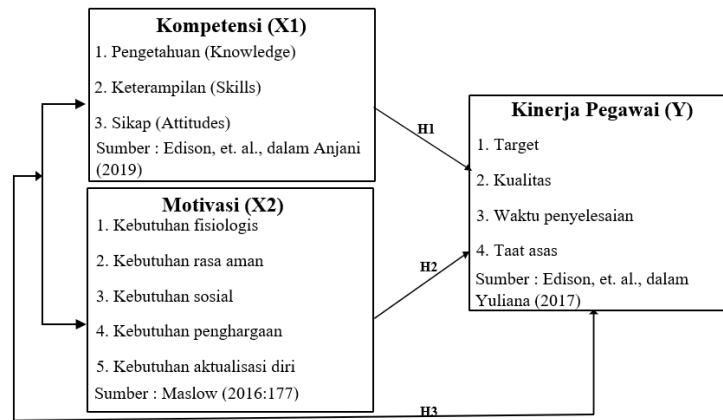 Kompetensi (X1)
1. Pengetahuan (Knowledge)
2. Keterampilan (Skills)
3. Sikap (Attitudes)
Sumber : Edison, et. al., dalam Anjani
(2019)
Motivasi (X2)
1. Kebutuhan fisiologis
2. Kebutuhan rasa aman
3. Kebutuhan sosial
4. Kebutuhan penghargaan
5. Kebutuhan aktualisasi diri
Sumber : Maslow (2016:177)
H1
H2
Kinerja Pegawai (Y)
1. Target
2. Kualitas
3. Waktu penyelesaian
4. Taat asas
Sumber : Edison, et. al., dalam
Yuliana (2017)
H3